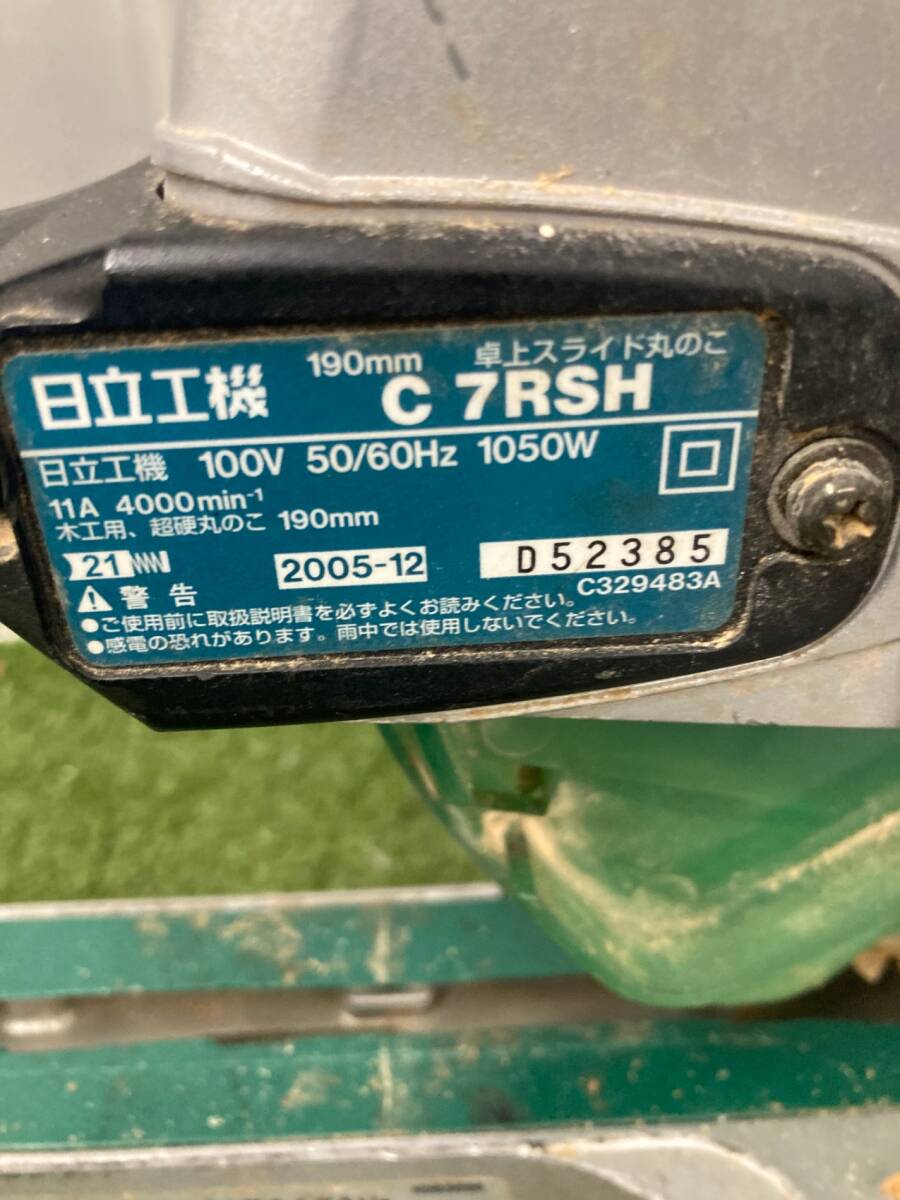 190mm 卓上スライド丸のこ
日立工機 C 7RSH
日立工機 100V 50/60Hz 1050W
11A 4000min⁻¹
木工用、超硬丸のこ 190mm
21 2005-12 D52385
警告 C329483A
●ご使用前に取扱説明書を必ずよくお読みください。
●感電の恐れがあります。雨中では使用しないでください。